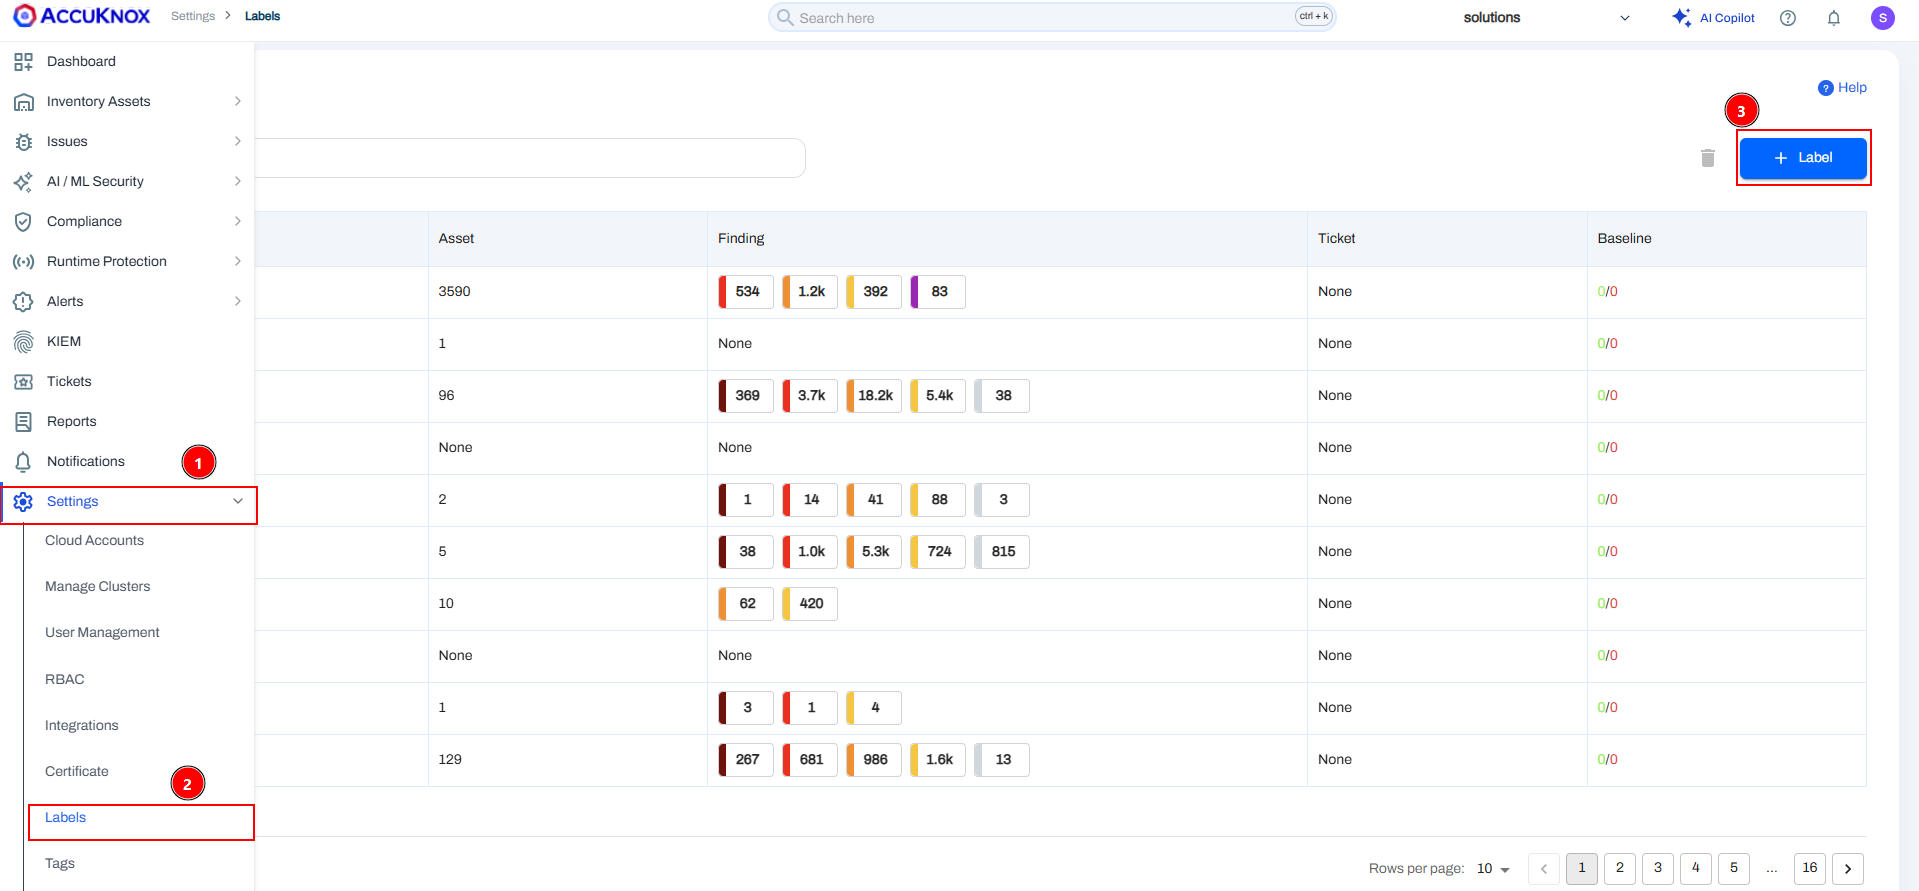 ACCUKNOX Settings > Labels Search here ctrl + k solutions AI Copilot ? S
Dashboard
Inventory Assets
Issues
AI / ML Security
Compliance
Runtime Protection
Alerts
KIEM
Tickets
Reports
Notifications
1
Settings
Cloud Accounts
Manage Clusters
User Management
RBAC
Integrations
Certificate
2
Labels
Tags
? Help
3
+ Label
Asset Finding Ticket Baseline
3590 534 1.2k 392 83 None 0/0
1 None None 0/0
96 369 3.7k 18.2k 5.4k 38 None 0/0
None None None 0/0
2 1 14 41 88 3 None 0/0
5 38 1.0k 5.3k 724 815 None 0/0
10 62 420 None 0/0
None None None 0/0
1 3 1 4 None 0/0
129 267 681 986 1.6k 13 None 0/0
Rows per page: 10 < 1 2 3 4 5 ... 16 >